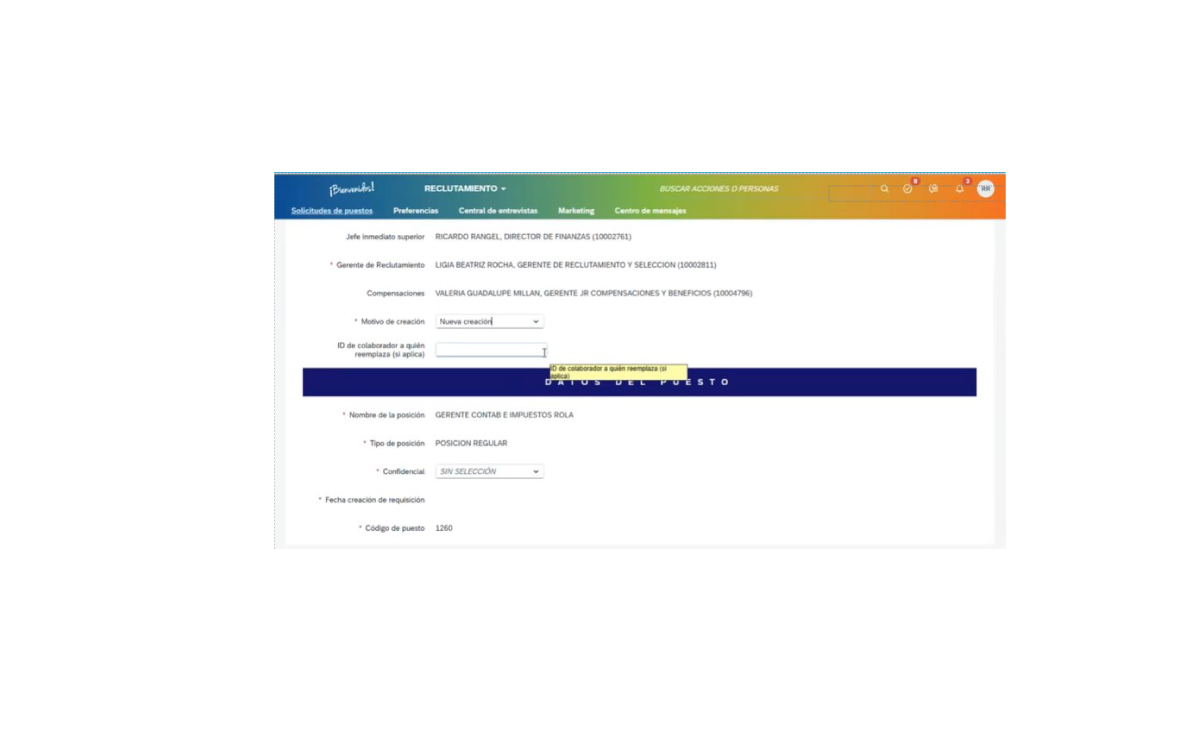 ¡Bienvenidos!
RECLUTAMIENTO
BUSCAR ACCIONES O PERSONAS
Solicitudes de puestos Preferencias Central de entrevistas Marketing Centro de mensajes
Jefe inmediato superior RICARDO RANGEL, DIRECTOR DE FINANZAS (10002761)
* Gerente de Reclutamiento LIGIA BEATRIZ ROCHA, GERENTE DE RECLUTAMIENTO Y SELECCION (10002811)
Compensaciones VALERIA GUADALUPE MILLAN, GERENTE JR COMPENSACIONES Y BENEFICIOS (10004796)
* Motivo de creación Nueva creación
ID de colaborador a quién
reemplaza (si aplica)
ID de colaborador a quién reemplaza (si
aplica)
DATOS DEL PUESTO
* Nombre de la posición GERENTE CONTAB E IMPUESTOS ROLA
* Tipo de posición POSICION REGULAR
* Confidencial SIN SELECCIÓN
* Fecha creación de requisición
* Código de puesto 1260